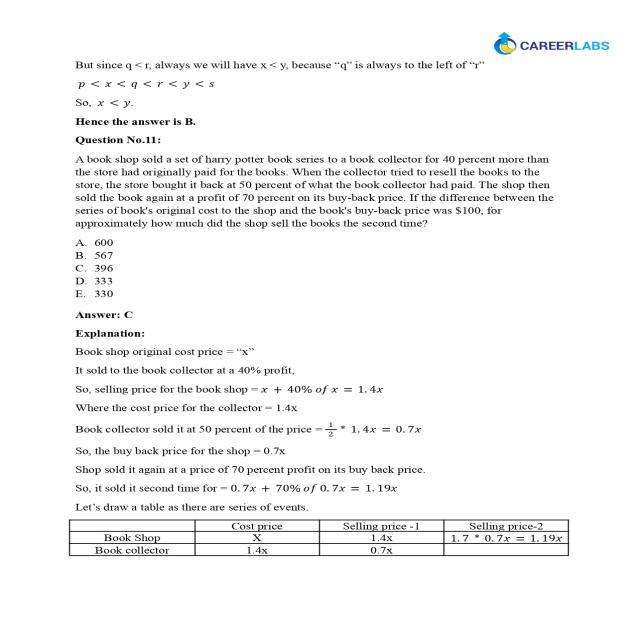 CAREERLABS
But since q < r, always we will have x < y, because “q” is always to the left of “r”
p < x < q < r < y < s
So, x < y.
Hence the answer is B.
Question No.11:
A book shop sold a set of harry potter book series to a book collector for 40 percent more than
the store had originally paid for the books. When the collector tried to resell the books to the
store, the store bought it back at 50 percent of what the book collector had paid. The shop then
sold the book again at a profit of 70 percent on its buy-back price. If the difference between the
series of book's original cost to the shop and the book's buy-back price was $100, for
approximately how much did the shop sell the books the second time?
A. 600
B. 567
C. 396
D. 333
E. 330
Answer: C
Explanation:
Book shop original cost price = “x”
It sold to the book collector at a 40% profit,
So, selling price for the book shop = x + 40% of x = 1.4x
Where the cost price for the collector = 1.4x
Book collector sold it at 50 percent of the price = 1/2 * 1.4x = 0.7x
So, the buy back price for the shop = 0.7x
Shop sold it again at a price of 70 percent profit on its buy back price.
So, it sold it second time for = 0.7x + 70% of 0.7x = 1.19x
Let’s draw a table as there are series of events.
Cost price Selling price -1 Selling price-2
Book Shop X 1.4x 1.7 * 0.7x = 1.19x
Book collector 1.4x 0.7x